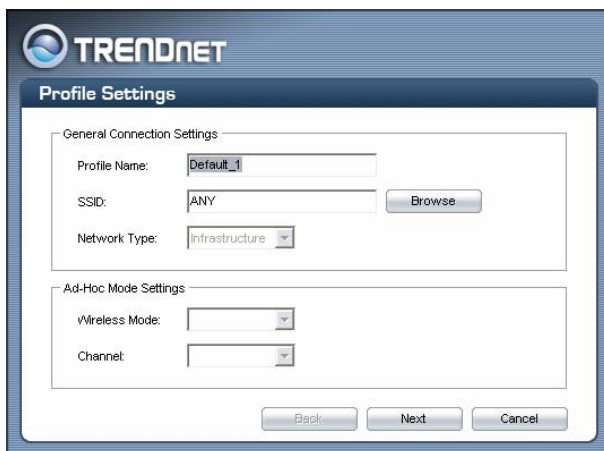 TRENDNET
Profile Settings
General Connection Settings
Profile Name: Default_1
SSID: ANY Browse
Network Type: Infrastructure
Ad-Hoc Mode Settings
Wireless Mode:
Channel:
Back Next Cancel